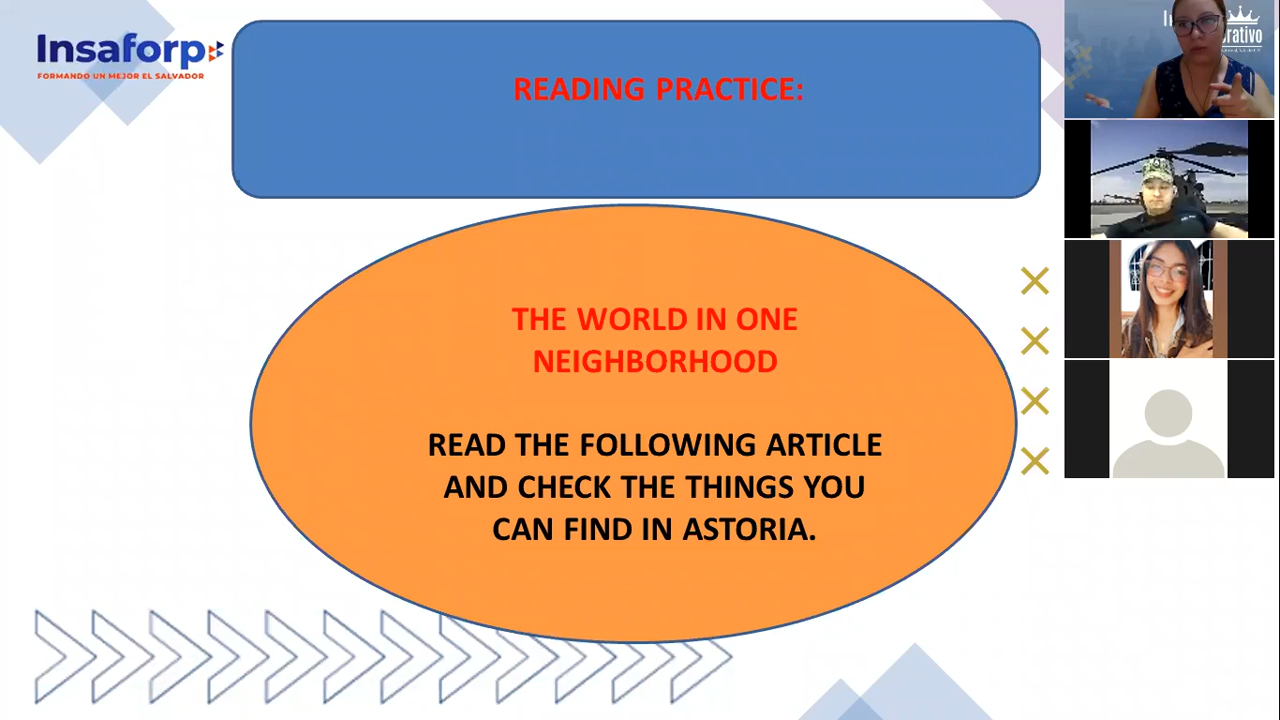 Insaforp
FORMANDO UN MEJOR EL SALVADOR
READING PRACTICE:
THE WORLD IN ONE
NEIGHBORHOOD
READ THE FOLLOWING ARTICLE
AND CHECK THE THINGS YOU
CAN FIND IN ASTORIA.